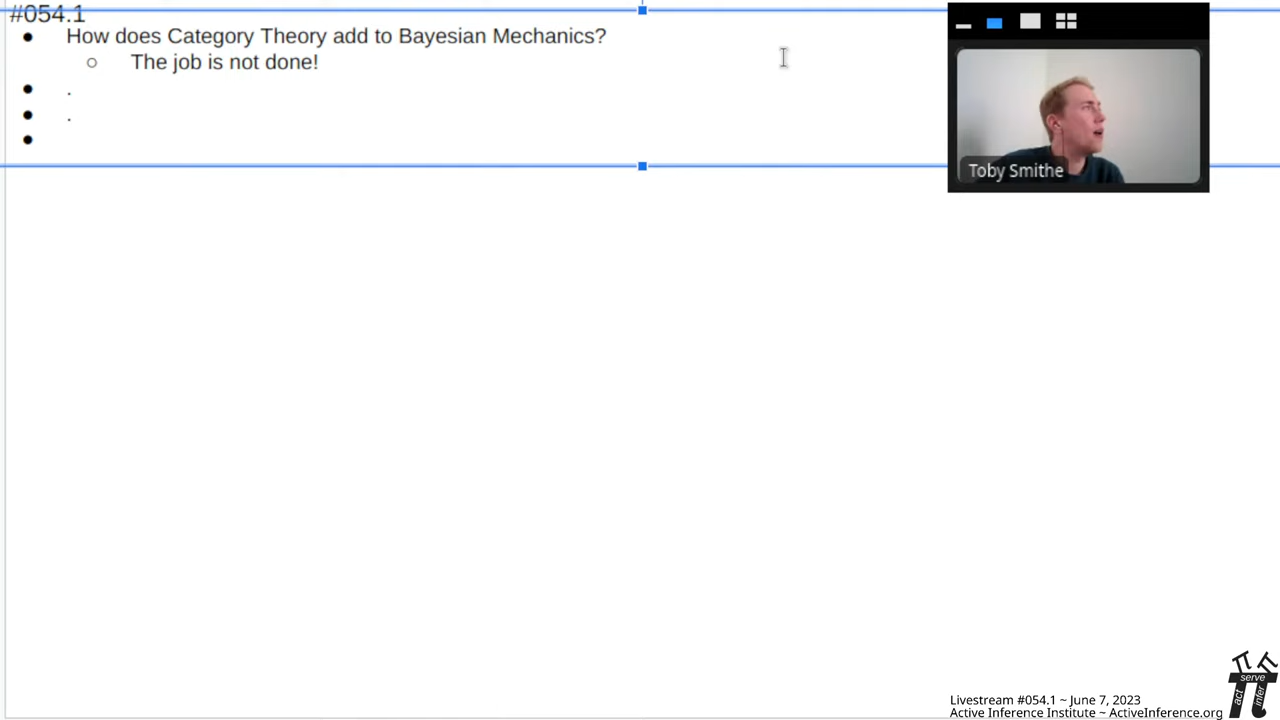 #054.1
● How does Category Theory add to Bayesian Mechanics?
○ The job is not done!
● .
● .
●
Toby Smithe
Livestream #054.1 ~ June 7, 2023
Active Inference Institute ~ ActiveInference.org
act
serve
infer